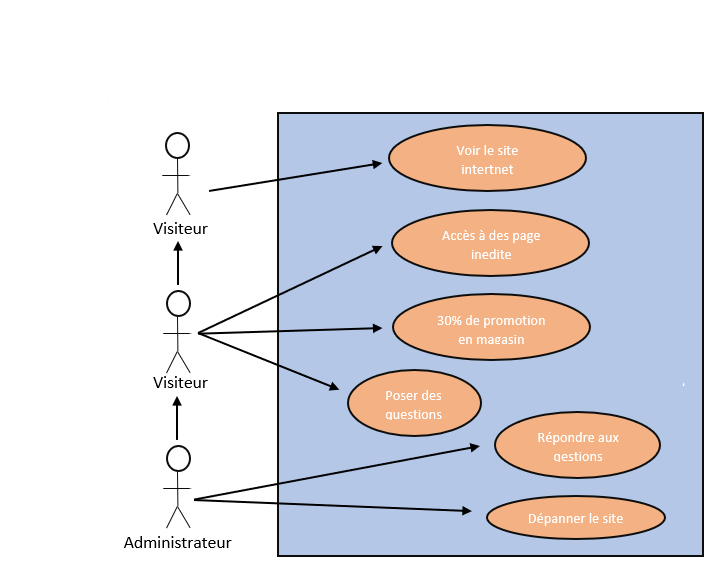 Voir le site
intertnet
Visiteur
Accès à des page
inedite
30% de promotion
en magasin
Visiteur
Poser des
questions
Répondre aux
qestions
Dépanner le site
Administrateur